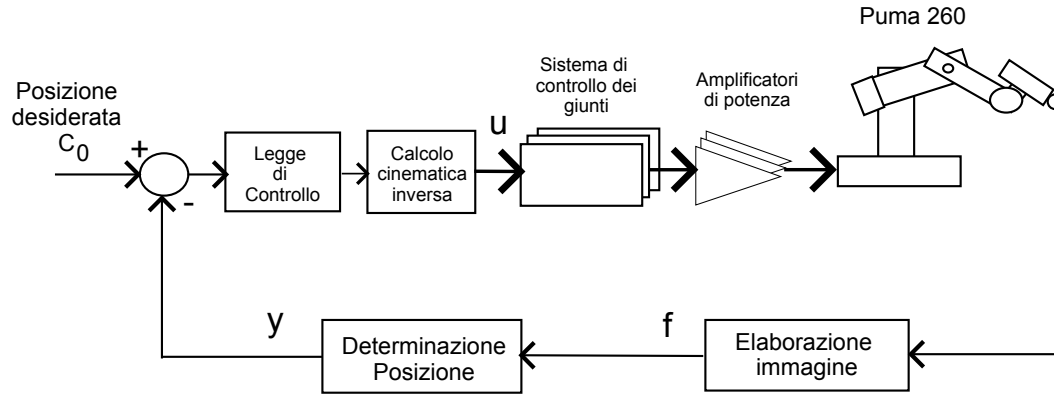 Puma 260
Posizione
desiderata
C0
+
-
Legge
di
Controllo
Calcolo
cinematica
inversa
u
Sistema di
controllo dei
giunti
Amplificatori
di potenza
y
Determinazione
Posizione
f
Elaborazione
immagine